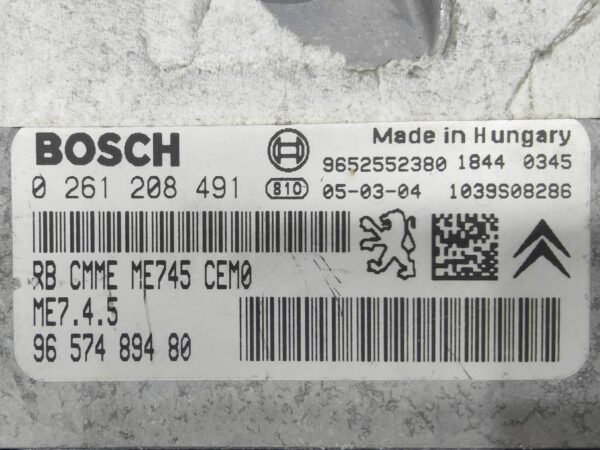 BOSCH
Made in Hungary
9652552380 1844 0345
0 261 208 491 810 05-03-04 1039S08286
RB CMME ME745 CEM0
ME7.4.5
96 574 894 80